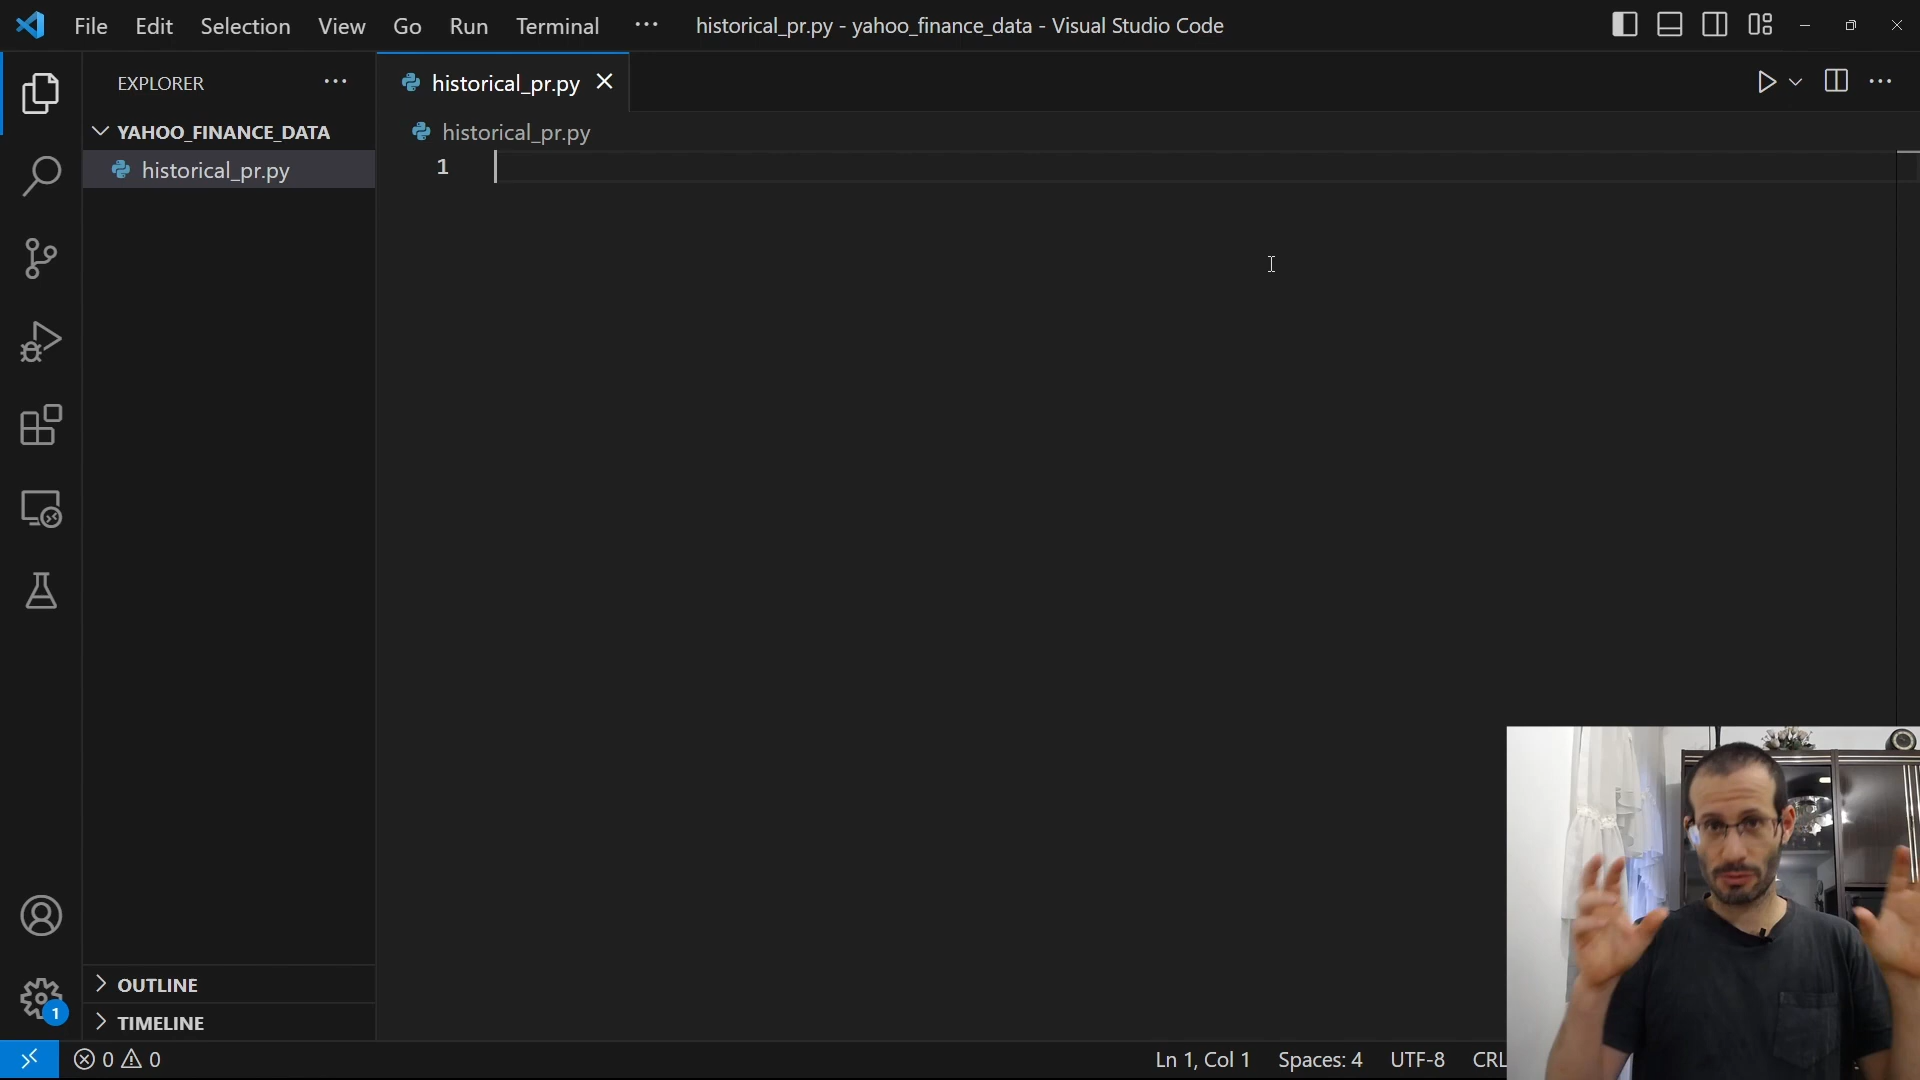 File Edit Selection View Go Run Terminal ··· historical_pr.py - yahoo_finance_data - Visual Studio Code
EXPLORER ···
historical_pr.py
YAHOO_FINANCE_DATA
historical_pr.py
historical_pr.py
1
OUTLINE
TIMELINE
1
0 0 Ln 1, Col 1 Spaces: 4 UTF-8 CRL